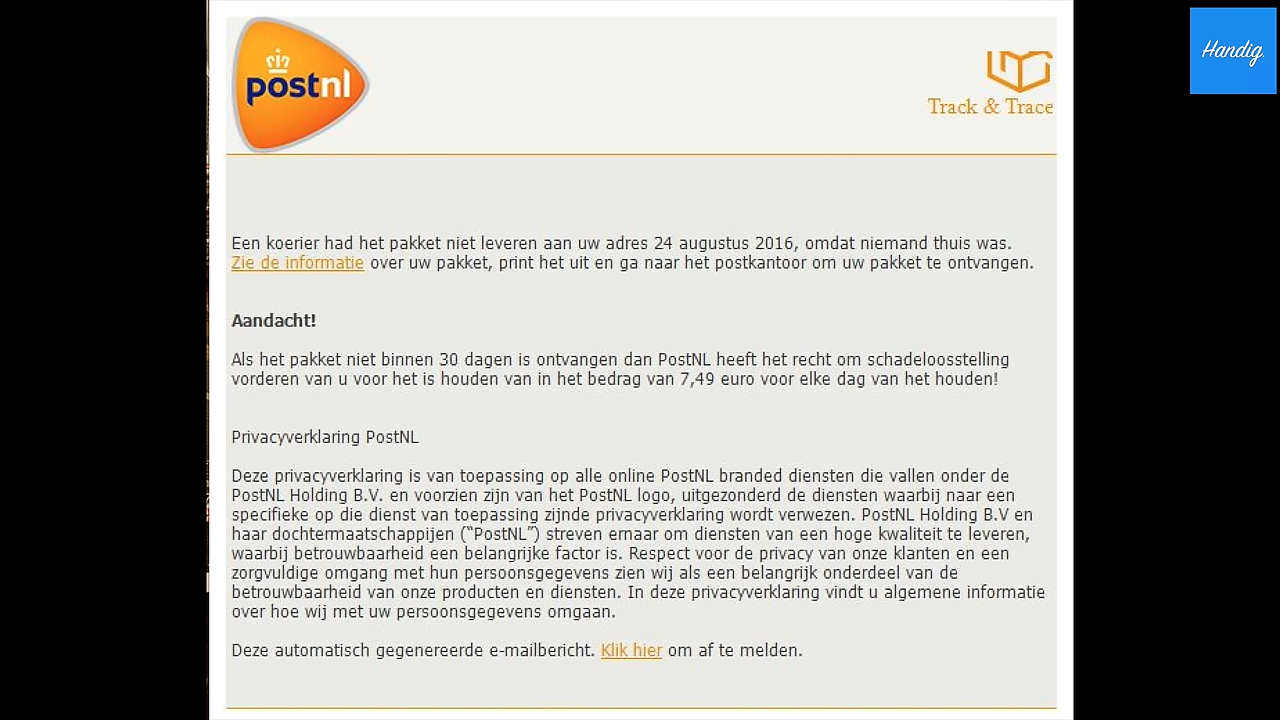 Handig.
postnl
Track & Trace
Een koerier had het pakket niet leveren aan uw adres 24 augustus 2016, omdat niemand thuis was.
Zie de informatie over uw pakket, print het uit en ga naar het postkantoor om uw pakket te ontvangen.
Aandacht!
Als het pakket niet binnen 30 dagen is ontvangen dan PostNL heeft het recht om schadeloosstelling
vorderen van u voor het is houden van in het bedrag van 7,49 euro voor elke dag van het houden!
Privacyverklaring PostNL
Deze privacyverklaring is van toepassing op alle online PostNL branded diensten die vallen onder de
PostNL Holding B.V. en voorzien zijn van het PostNL logo, uitgezonderd de diensten waarbij naar een
specifieke op die dienst van toepassing zijnde privacyverklaring wordt verwezen. PostNL Holding B.V en
haar dochtermaatschappijen (“PostNL”) streven ernaar om diensten van een hoge kwaliteit te leveren,
waarbij betrouwbaarheid een belangrijke factor is. Respect voor de privacy van onze klanten en een
zorgvuldige omgang met hun persoonsgegevens zien wij als een belangrijk onderdeel van de
betrouwbaarheid van onze producten en diensten. In deze privacyverklaring vindt u algemene informatie
over hoe wij met uw persoonsgegevens omgaan.
Deze automatisch gegenereerde e-mailbericht. Klik hier om af te melden.